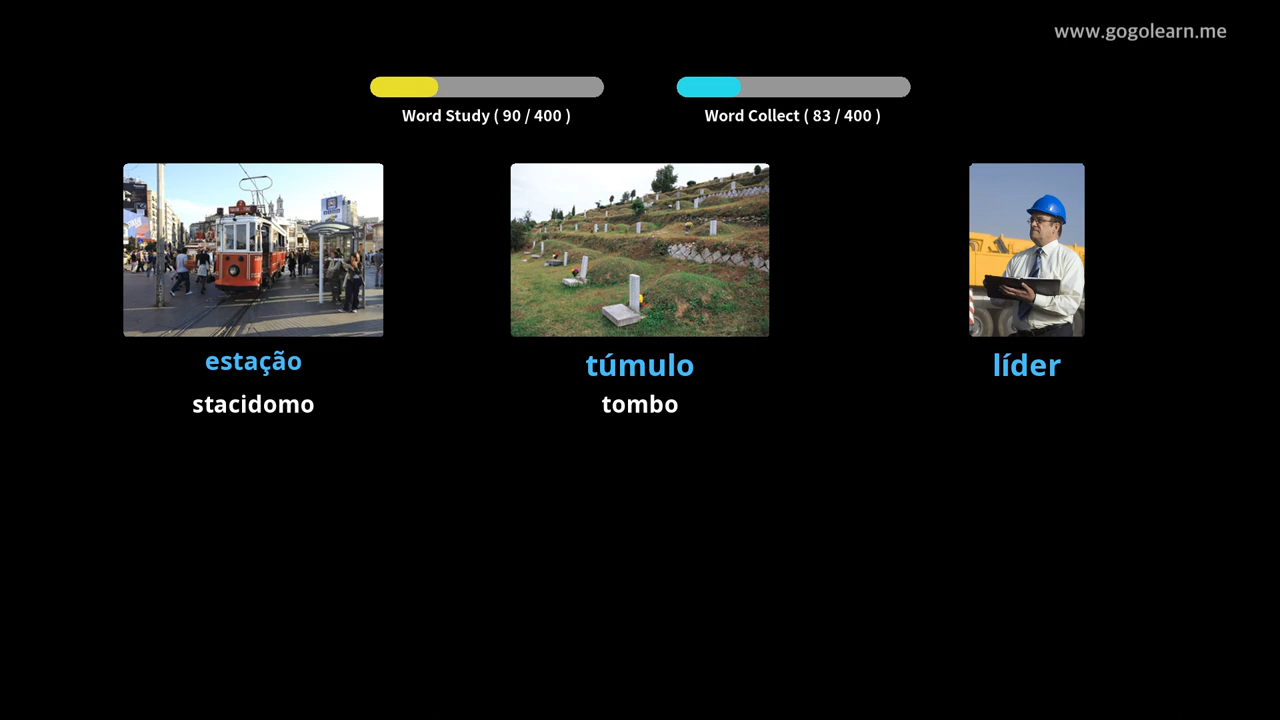 www.gogolearn.me
Word Study ( 90 / 400 )
Word Collect ( 83 / 400 )
estação
túmulo
líder
stacidomo
tombo